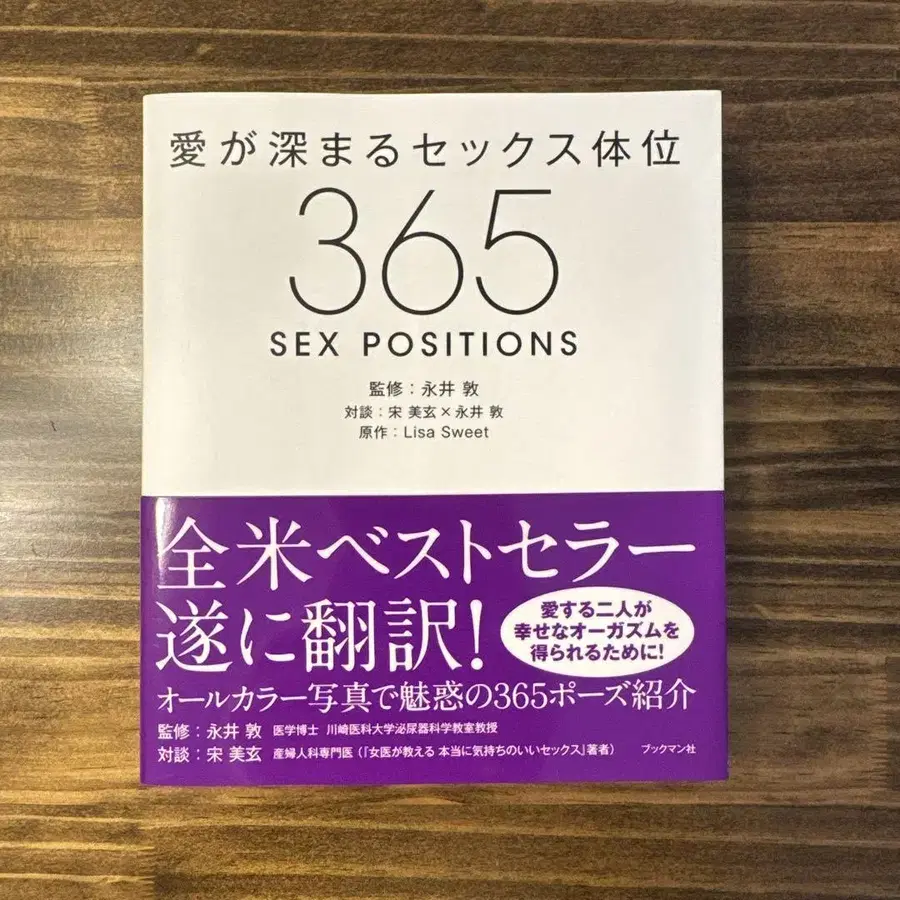 愛が深まるセックス体位
365
SEX POSITIONS
監修：永井 敦
対談：宋 美玄×永井 敦
原作：Lisa Sweet
全米ベストセラー
遂に翻訳！
愛する二人が
幸せなオーガズムを
得られるために！
オールカラー写真で魅惑の365ポーズ紹介
監修：永井 敦 医学博士 川崎医科大学泌尿器科学教室教授
対談：宋 美玄 産婦人科専門医（『女医が教える 本当に気持ちのいいセックス』著者）
ブックマン社